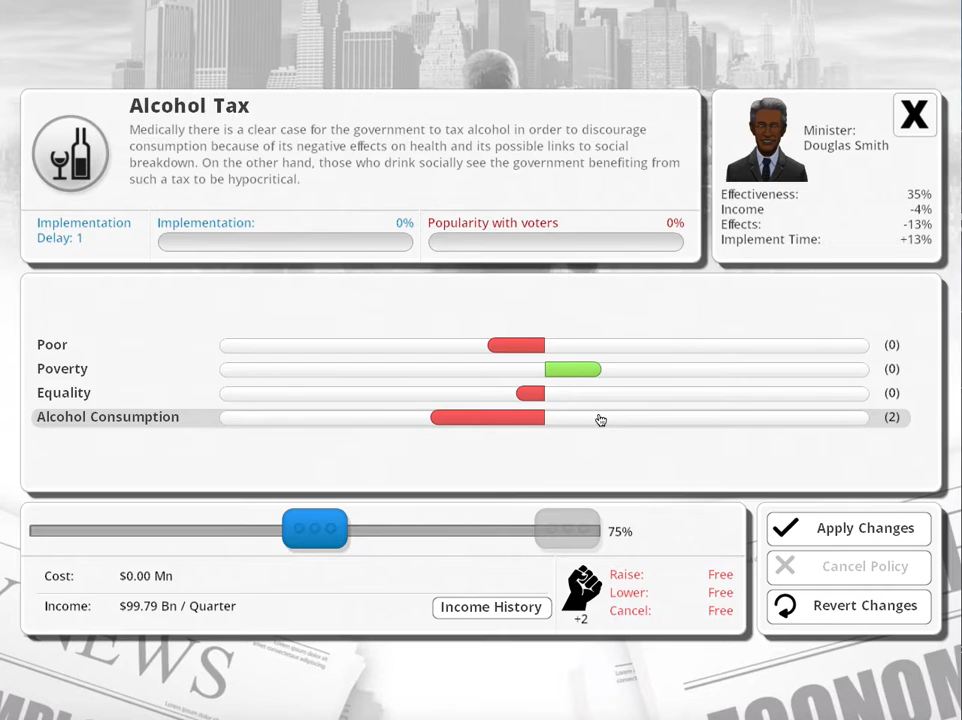 Alcohol Tax
Medically there is a clear case for the government to tax alcohol in order to discourage
consumption because of its negative effects on health and its possible links to social
breakdown. On the other hand, those who drink socially see the government benefiting from
such a tax to be hypocritical.
Implementation
Delay: 1
Implementation: 0%
Popularity with voters 0%
X
Minister:
Douglas Smith
Effectiveness: 35%
Income -4%
Effects: -13%
Implement Time: +13%
Poor (0)
Poverty (0)
Equality (0)
Alcohol Consumption (2)
75%
Cost: $0.00 Mn
Income: $99.79 Bn / Quarter
Income History
+2
Raise: Free
Lower: Free
Cancel: Free
Apply Changes
Cancel Policy
Revert Changes
NEWS
ECONOM